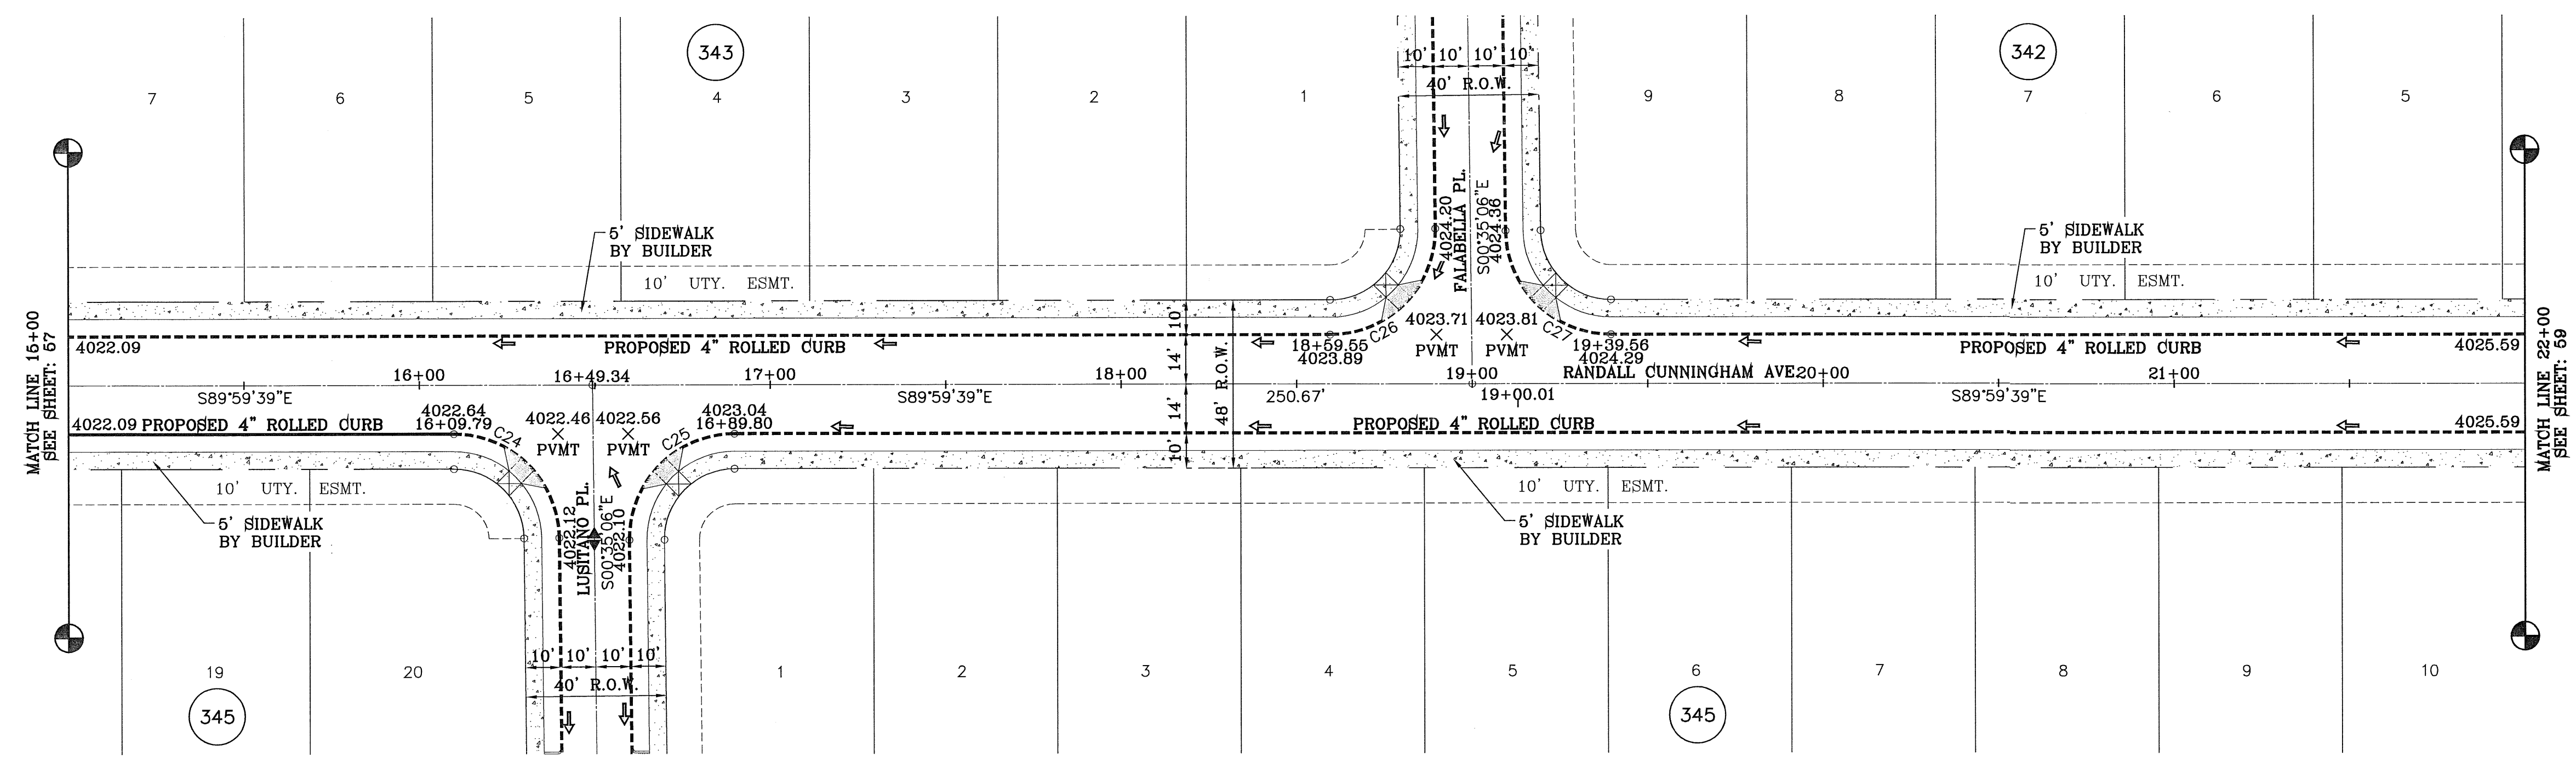 343
342
7
6
5
4
3
2
1
10' 10' 10' 10'
40' R.O.W.
9
8
7
6
5
4024.20
FALABELLA PL.
S00°35'06"E
4024.36
5' SIDEWALK
BY BUILDER
5' SIDEWALK
BY BUILDER
10' UTY. ESMT.
10' UTY. ESMT.
MATCH LINE 15+00
SEE SHEET: 57
MATCH LINE 22+00
SEE SHEET: 59
4022.09
PROPOSED 4" ROLLED CURB
10'
14'
48' R.O.W.
14'
10'
18+59.55
4023.89
C26
4023.71
PVMT
4023.81
PVMT
C27
19+39.56
4024.29
PROPOSED 4" ROLLED CURB
4025.59
16+00
16+49.34
17+00
18+00
19+00
RANDALL CUNNINGHAM AVE
20+00
21+00
S89°59'39"E
S89°59'39"E
250.67'
19+00.01
S89°59'39"E
4022.09 PROPOSED 4" ROLLED CURB
4022.64
16+09.79
C24
4022.46
PVMT
4022.56
PVMT
C25
4023.04
16+89.80
PROPOSED 4" ROLLED CURB
4025.59
10' UTY. ESMT.
10' UTY. ESMT.
5' SIDEWALK
BY BUILDER
5' SIDEWALK
BY BUILDER
4022.12
LUSITANO PL.
S00°35'06"E
4022.10
10' 10' 10' 10'
40' R.O.W.
19
20
1
2
3
4
5
6
7
8
9
10
345
345